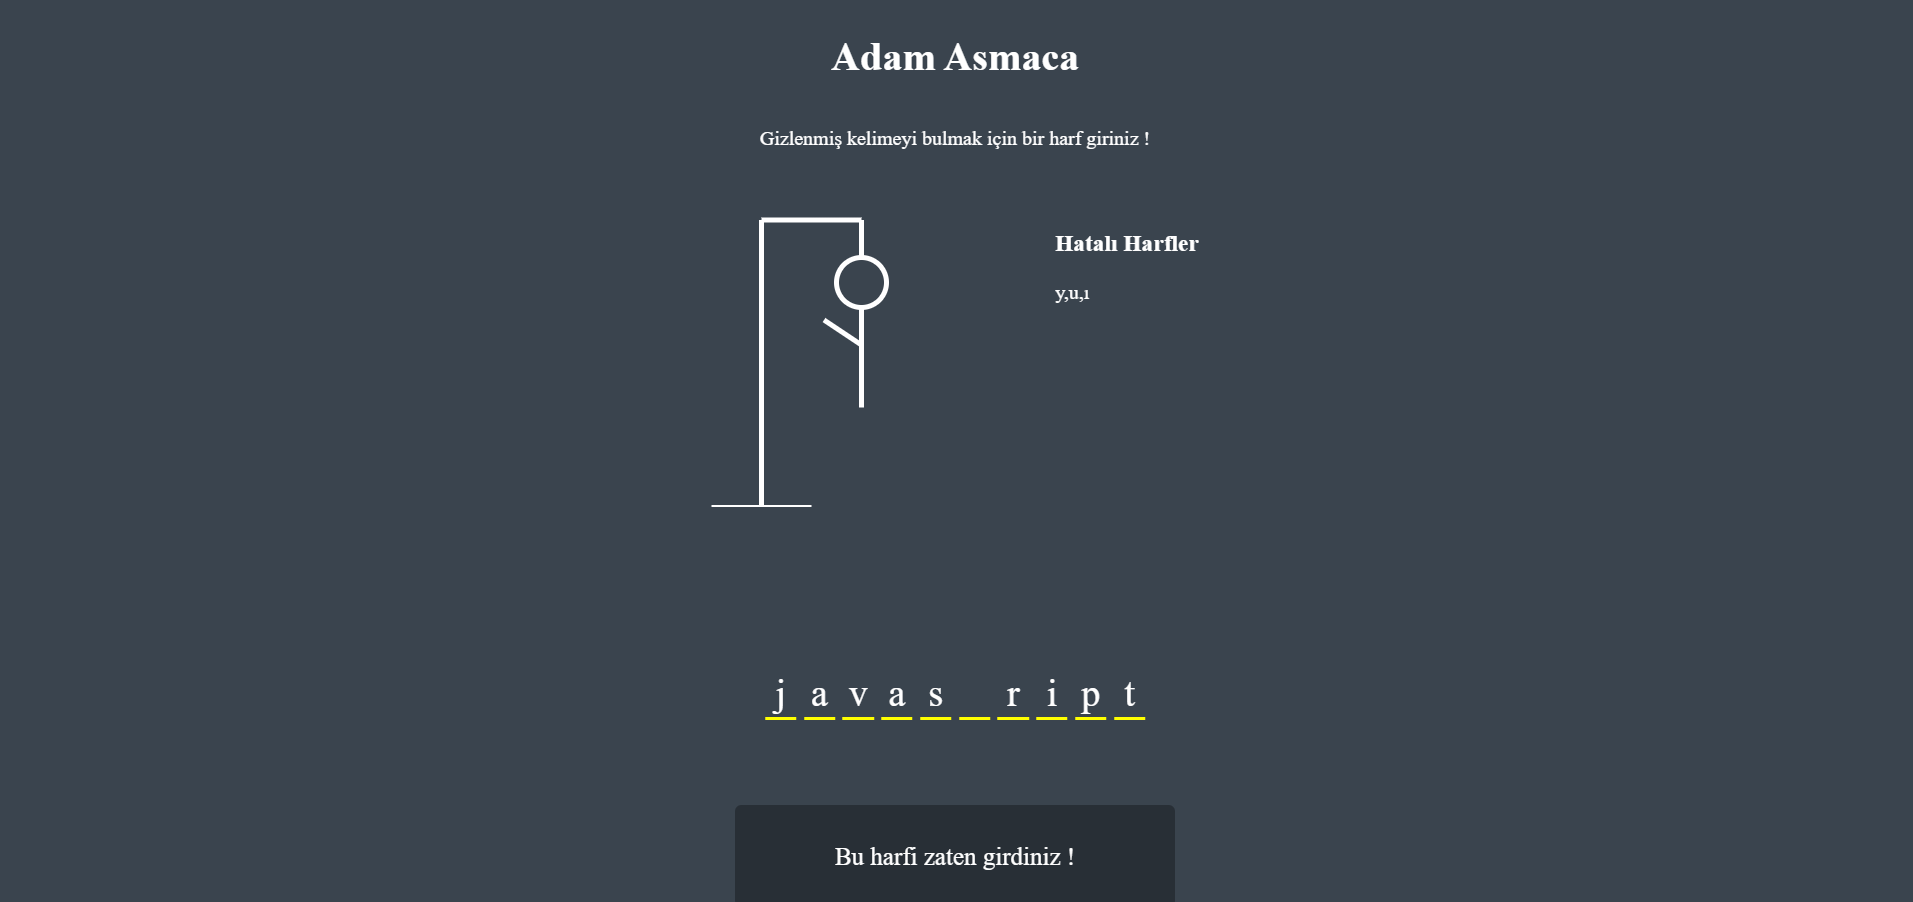 Adam Asmaca
Gizlenmiş kelimeyi bulmak için bir harf giriniz !
Hatalı Harfler
y,u,ı
j a v a s _ r i p t
Bu harfi zaten girdiniz !